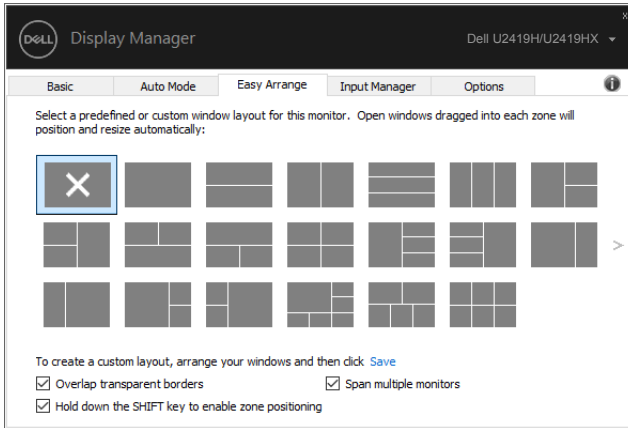 DELL Display Manager Dell U2419H/U2419HX
Basic Auto Mode Easy Arrange Input Manager Options
Select a predefined or custom window layout for this monitor. Open windows dragged into each zone will
position and resize automatically:
To create a custom layout, arrange your windows and then click Save
Overlap transparent borders Span multiple monitors
Hold down the SHIFT key to enable zone positioning